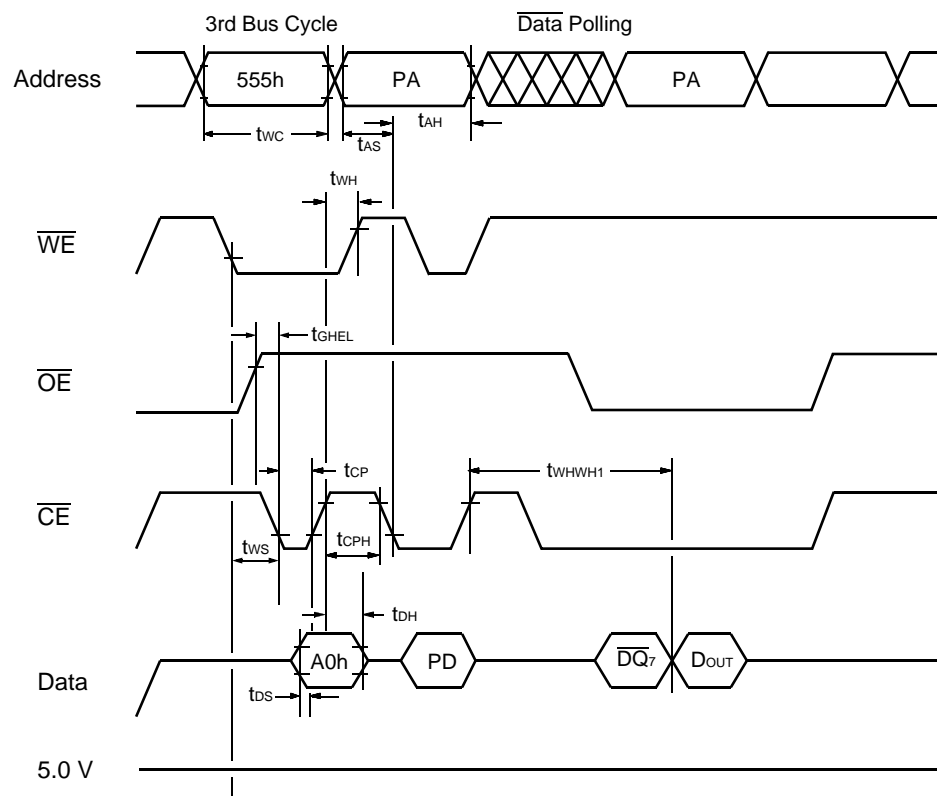 3rd Bus Cycle
Data Polling
Address
555h
PA
PA
tWC
tAS
tAH
tWH
WE
tGHEL
OE
tCP
tWHWH1
CE
tWS
tCPH
tDH
Data
A0h
PD
DQ7
DOUT
tDS
5.0 V